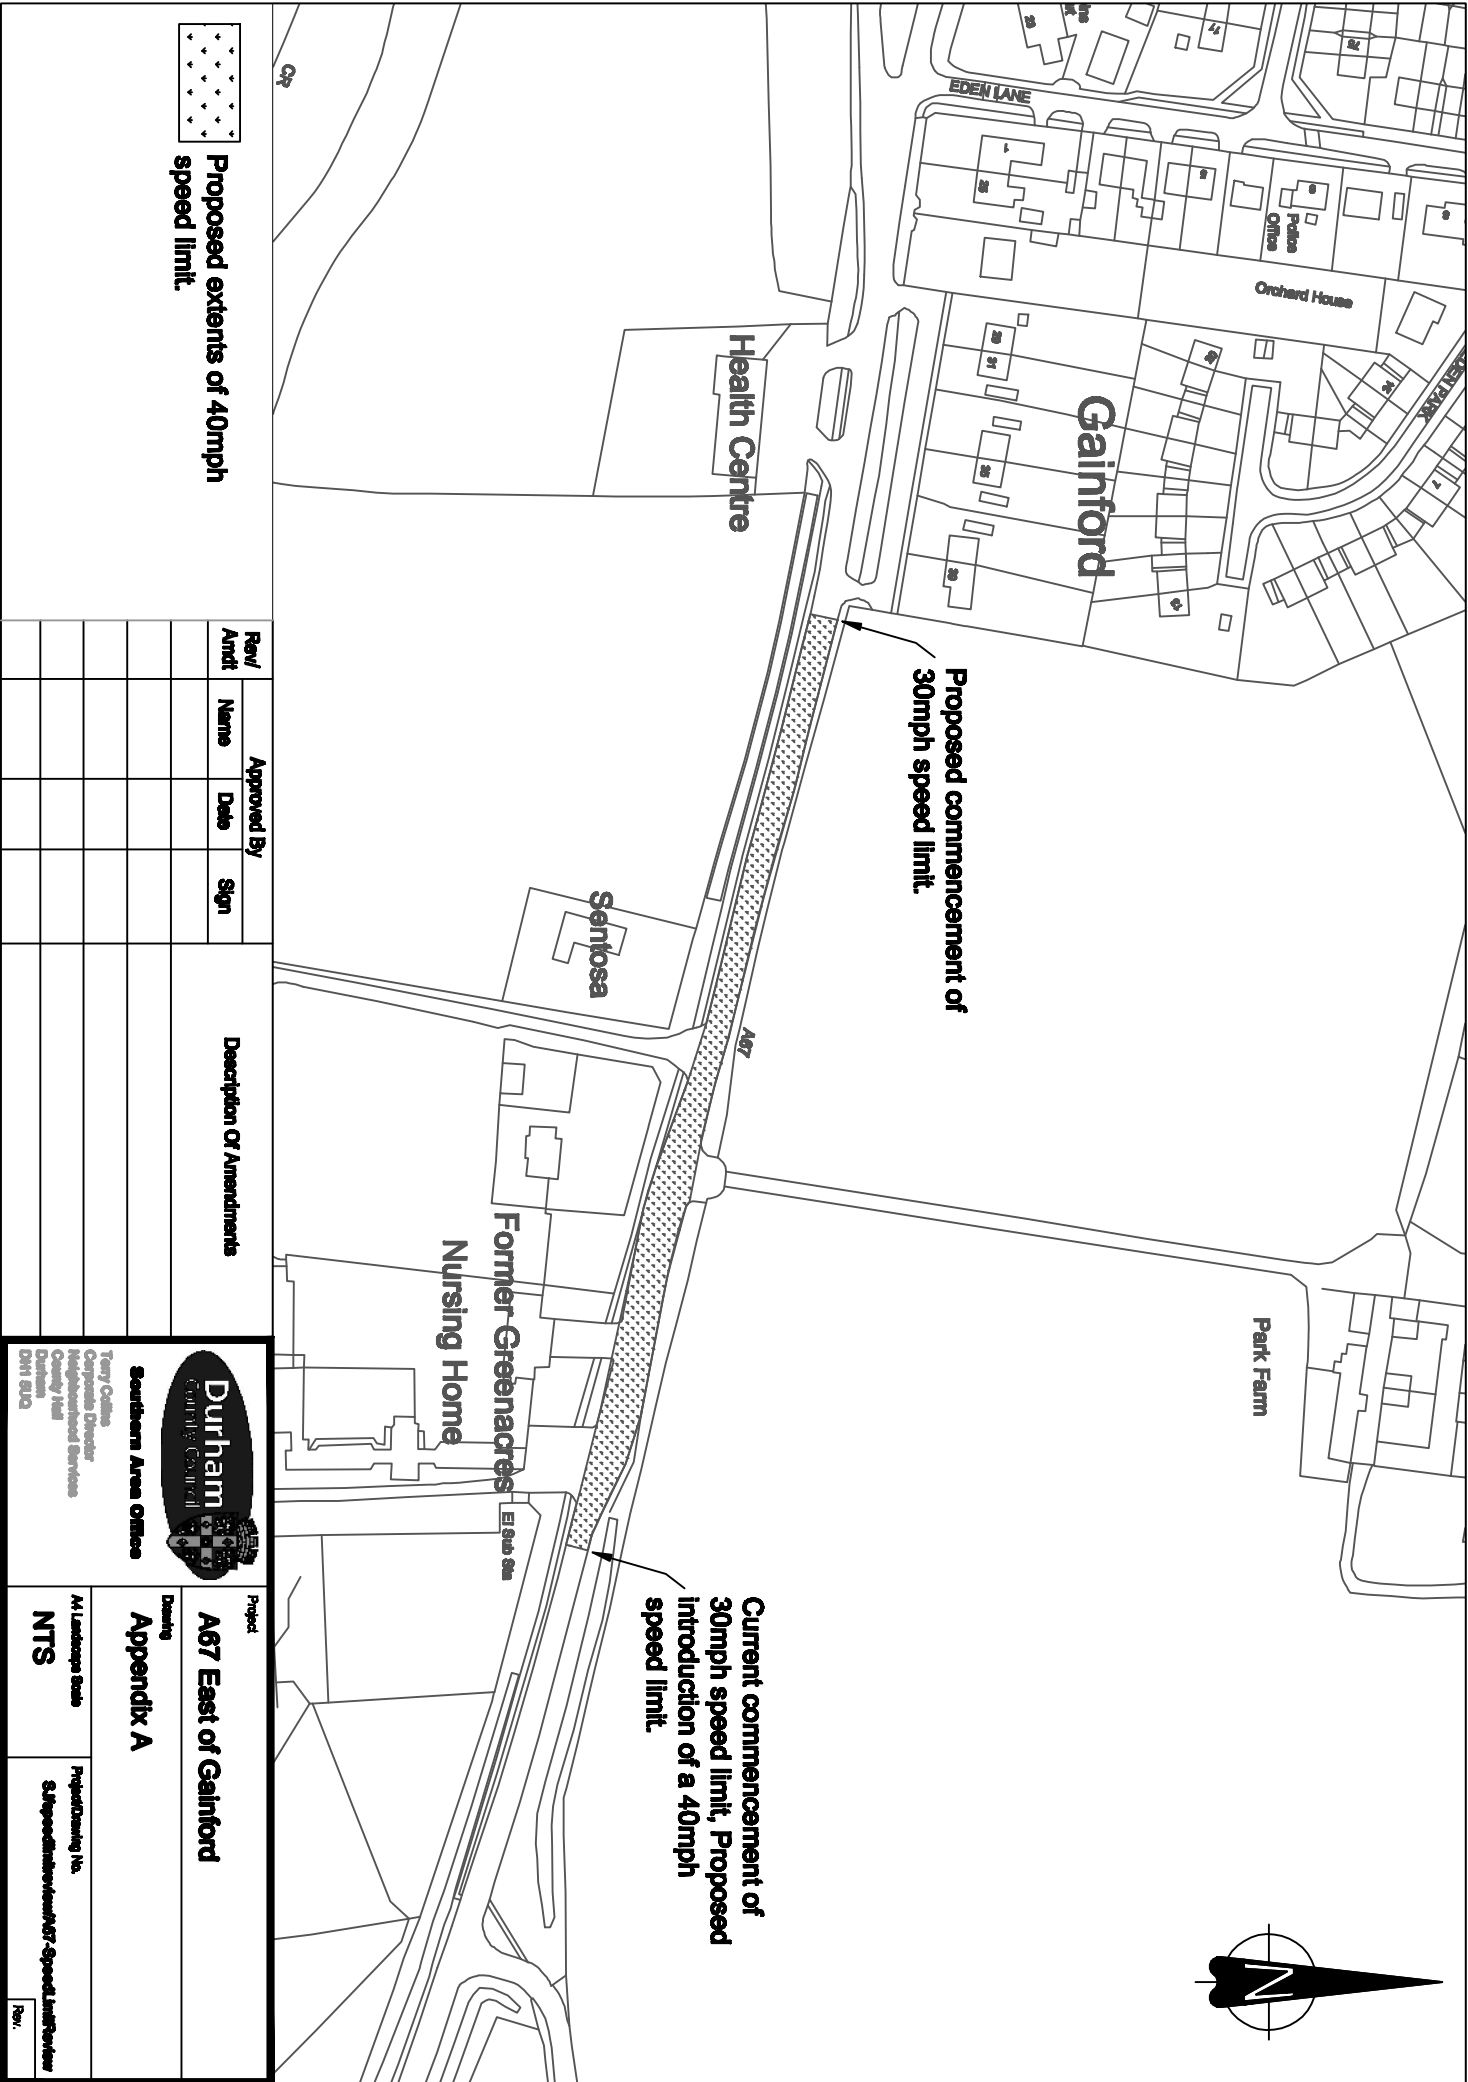 EDEN LANE
Police
Office
Orchard House
Gainford
Health Centre
Proposed commencement of
30mph speed limit.
Sentosa
A67
Former Greenacres
Nursing Home
El Sub Sta
Park Farm
Current commencement of
30mph speed limit, Proposed
introduction of a 40mph
speed limit.
N
CR
Proposed extents of 40mph
speed limit.
Rev/
Amdt
Approved By
Name
Date
Sign
Description Of Amendments
Durham
County Council
Southern Area Office
Terry Collins
Corporate Director
Neighbourhood Services
County Hall
Durham
DH1 5UQ
Project
A67 East of Gainford
Drawing
Appendix A
A4 Landscape Scale
NTS
Project/Drawing No.
Rev.